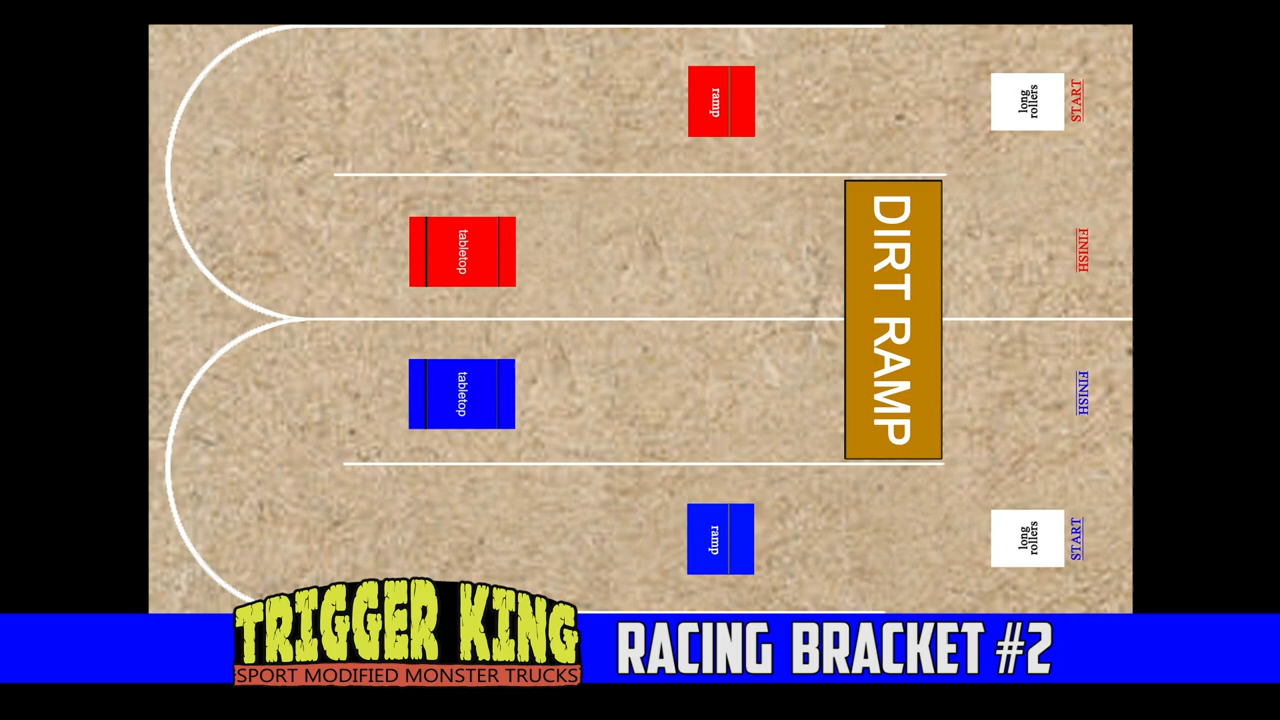 ramp
long
rollers
START
tabletop
DIRT RAMP
FINISH
tabletop
FINISH
ramp
long
rollers
START
TRIGGER KING
SPORT MODIFIED MONSTER TRUCKS
RACING BRACKET #2